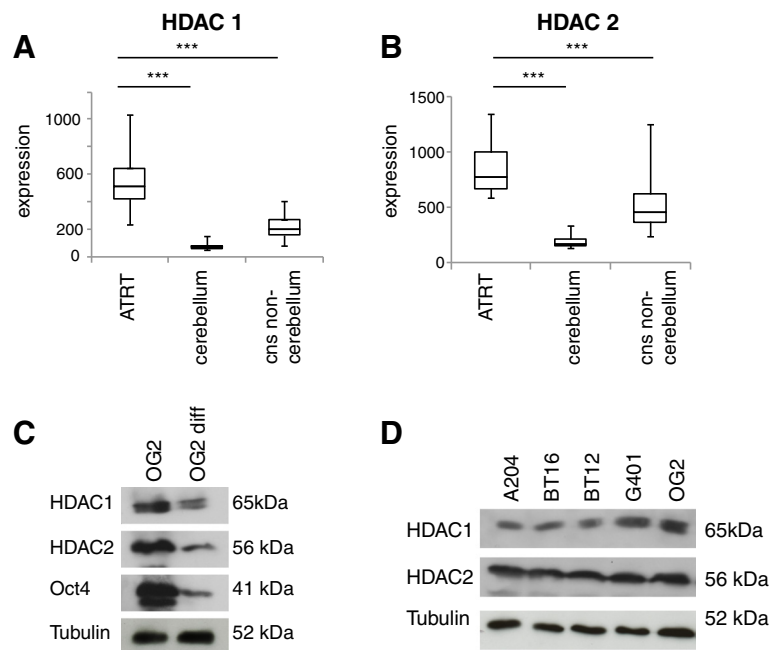 HDAC 1
HDAC 2
A
B
***
***
***
***
expression
1000
600
200
0
ATRT
cerebellum
cns non-
cerebellum
expression
1500
1000
500
0
ATRT
cerebellum
cns non-
cerebellum
C
OG2
OG2 diff
HDAC1
65kDa
HDAC2
56 kDa
Oct4
41 kDa
Tubulin
52 kDa
D
A204
BT16
BT12
G401
OG2
HDAC1
65kDa
HDAC2
56 kDa
Tubulin
52 kDa